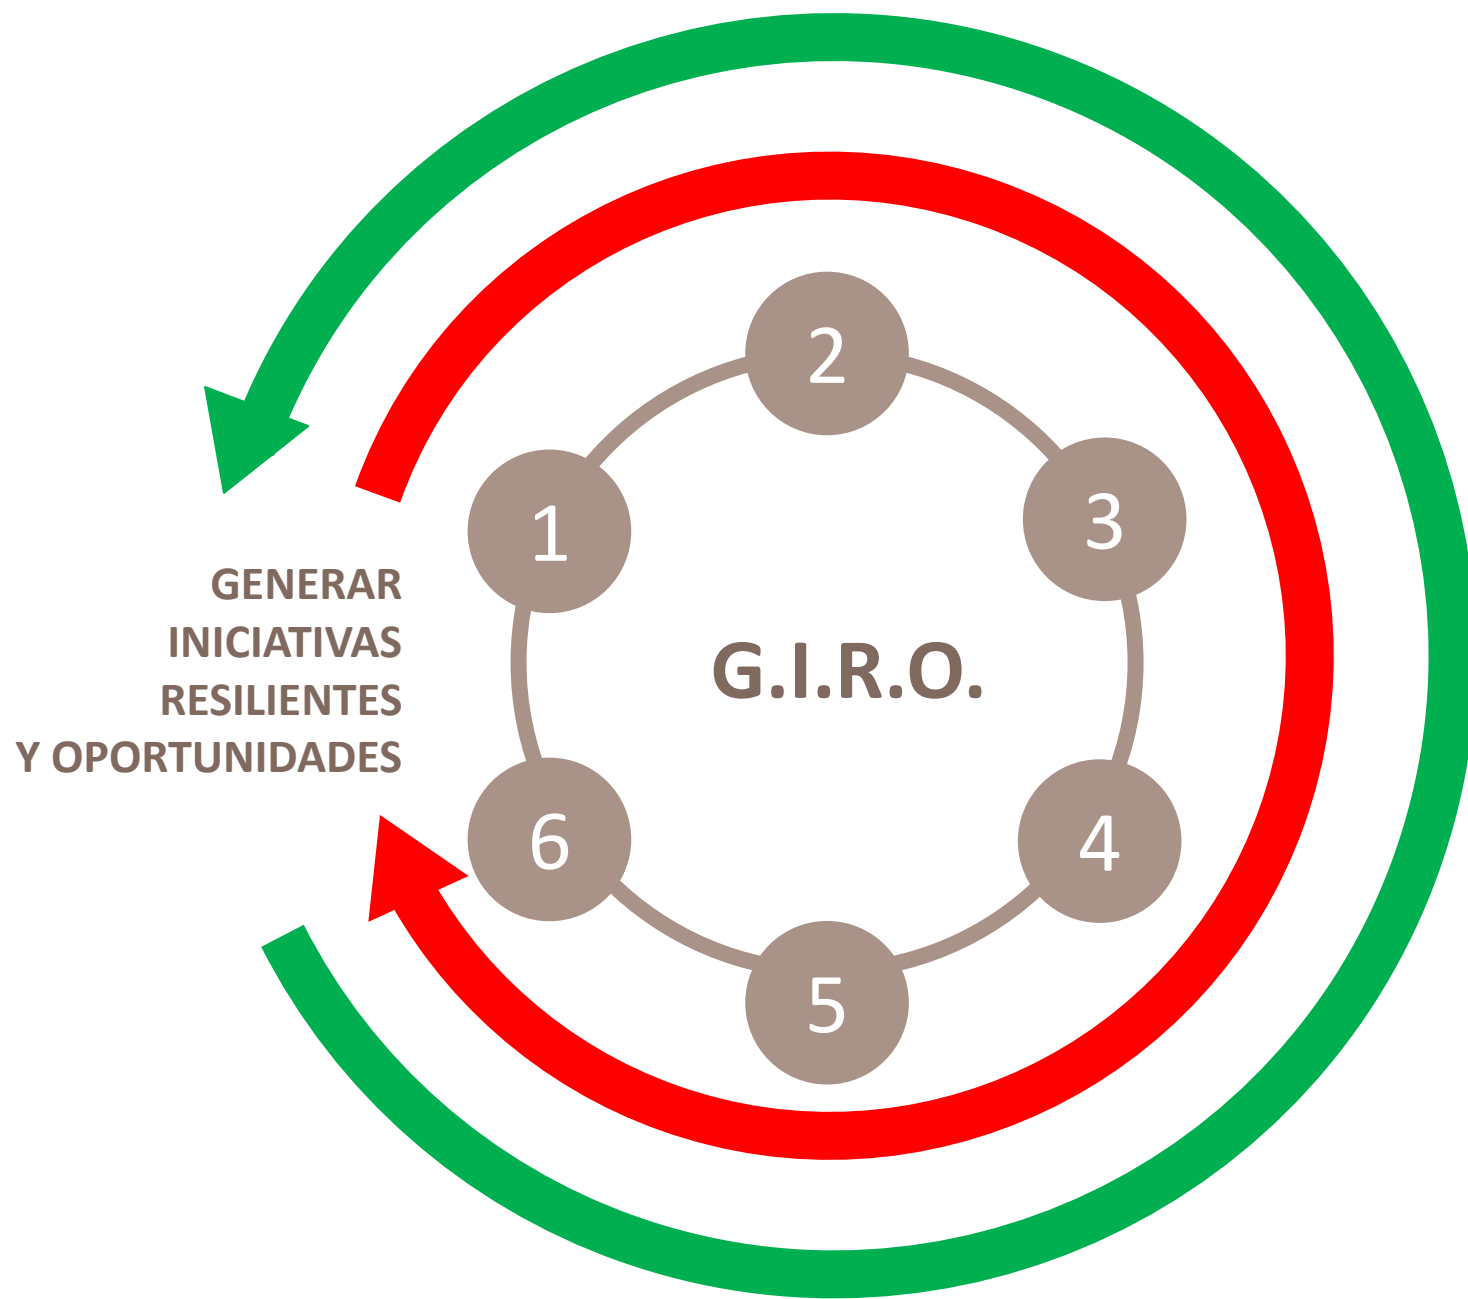 2
1
3
GENERAR
INICIATIVAS
RESILIENTES
Y OPORTUNIDADES
G.I.R.O.
6
4
5